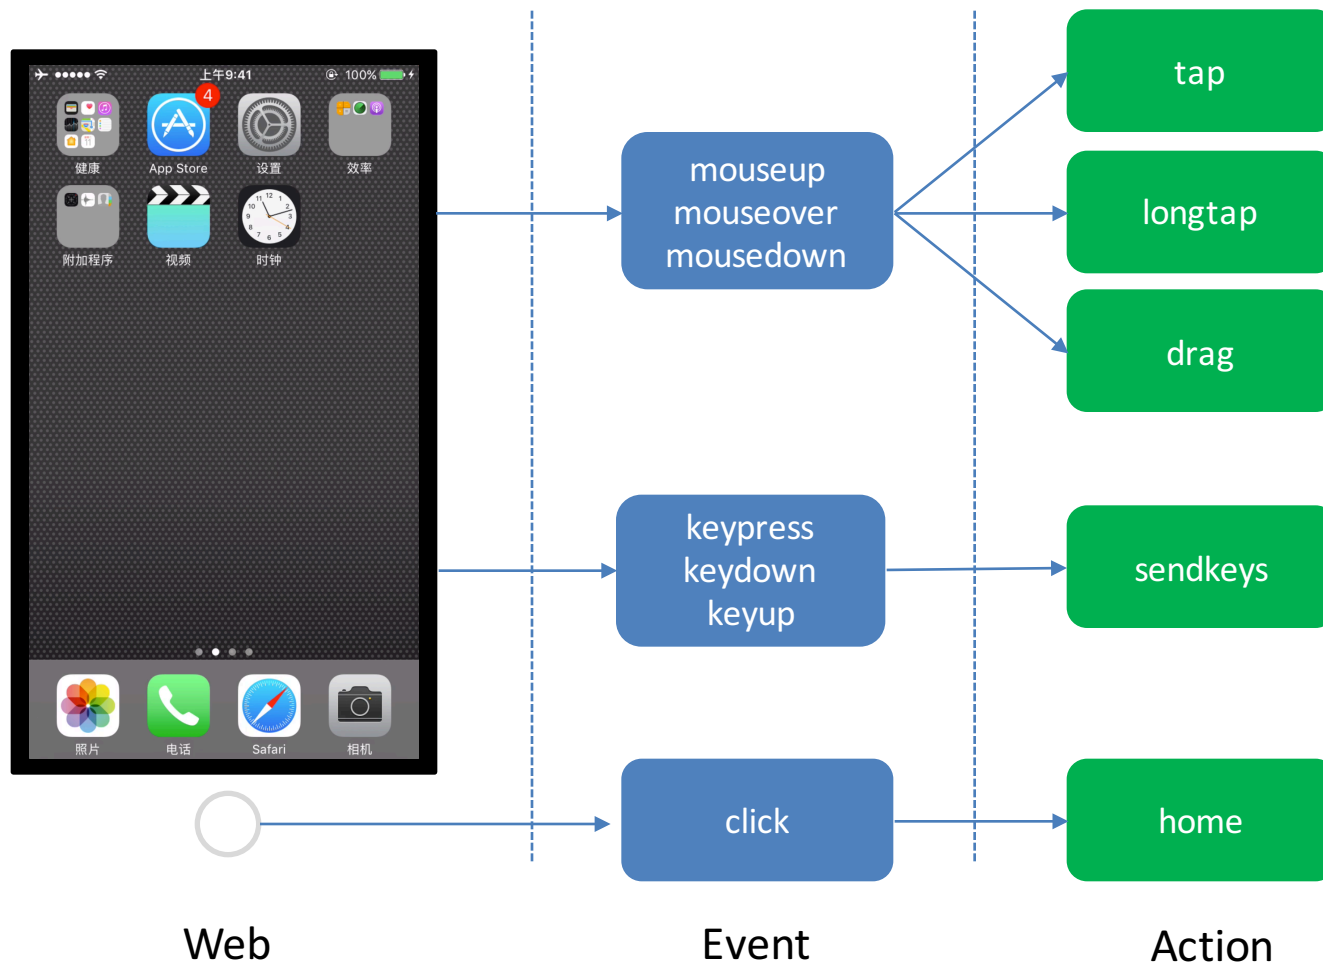 上午9:41
100%
4
健康
App Store
设置
效率
附加程序
视频
时钟
照片
电话
Safari
相机
mouseup
mouseover
mousedown
keypress
keydown
keyup
click
tap
longtap
drag
sendkeys
home
Web
Event
Action